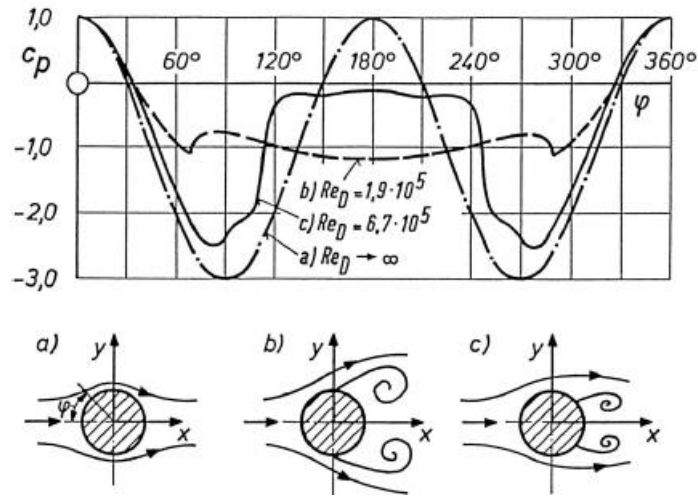 1,0
c_p
60° 120° 180° 240° 300° 360°
φ
-1,0
-2,0
-3,0
b) Re_D = 1,9·10^5
c) Re_D = 6,7·10^5
a) Re_D → ∞
a) y φ x
b) y x
c) y x